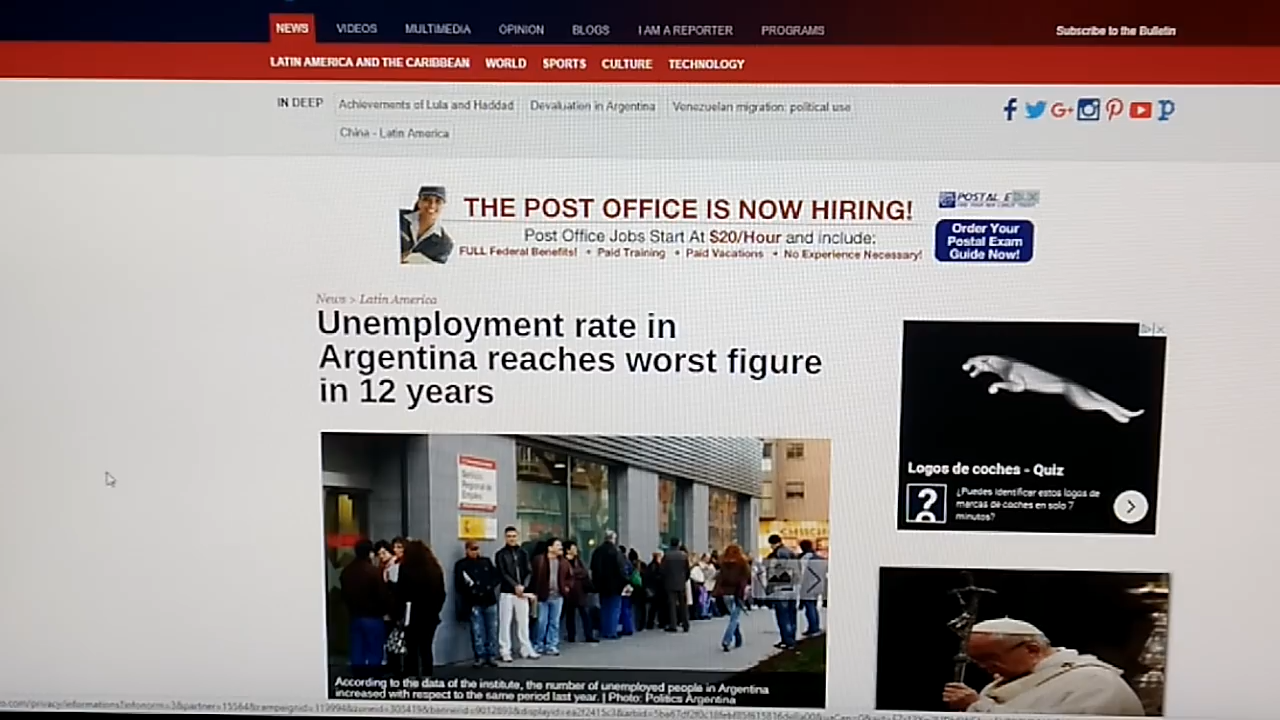 NEWS VIDEOS MULTIMEDIA OPINION BLOGS I AM A REPORTER PROGRAMS Subscribe to the Bulletin
LATIN AMERICA AND THE CARIBBEAN WORLD SPORTS CULTURE TECHNOLOGY
IN DEEP Achievements of Lula and Haddad Devaluation in Argentina Venezuelan migration: political use
China - Latin America
THE POST OFFICE IS NOW HIRING!
Post Office Jobs Start At $20/Hour and include:
FULL Federal Benefits! • Paid Training • Paid Vacations • No Experience Necessary!
POSTAL
Order Your
Postal Exam
Guide Now!
News > Latin America
Unemployment rate in
Argentina reaches worst figure
in 12 years
Servicio
Regional de
Empleo
According to the data of the institute, the number of unemployed people in Argentina
increased with respect to the same period last year. | Photo: Politics Argentina
Logos de coches - Quiz
¿Puedes identificar estos logos de
marcas de coches en solo 7
minutos?